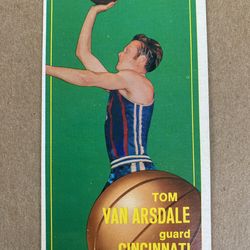 TOM
VAN ARSDALE
guard
CINCINNATI